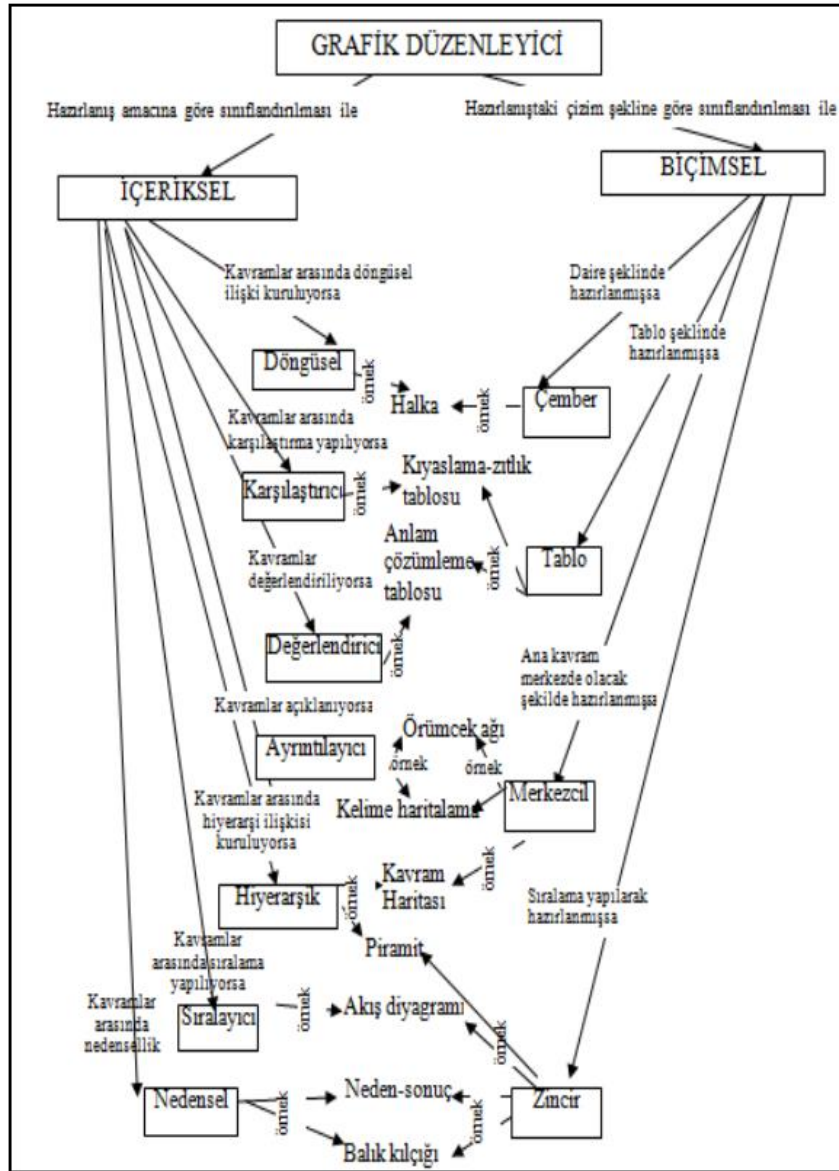 GRAFİK DÜZENLEYİCİ
Hazırlanış amacına göre sınıflandırılması ile
Hazırlanıştaki çizim şekline göre sınıflandırılması ile
İÇERİKSEL
BİÇİMSEL
Kavramlar arasında döngüsel
ilişki kuruluyorsa
Daire şeklinde
hazırlanmışsa
Tablo şeklinde
hazırlanmışsa
Döngüsel
örnek
Halka
örnek
Çember
Kavramlar arasında
karşılaştırma yapılıyorsa
Karşılaştırıcı
örnek
Kıyaslama-zıtlık
tablosu
Anlam
çözümleme
tablosu
örnek
Tablo
Kavramlar
değerlendiriliyorsa
Değerlendirici
örnek
Ana kavram
merkezde olacak
şekilde hazırlanmışsa
Kavramlar açıklanıyorsa
Ayrıntılayıcı
Örümcek ağı
örnek
örnek
Kelime haritalama
Merkezcil
Kavramlar arasında
hiyerarşi ilişkisi
kuruluyorsa
Hiyerarşik
örnek
Kavram
Haritası
örnek
Piramit
Sıralama yapılarak
hazırlanmışsa
Kavramlar
arasında sıralama
yapılıyorsa
Sıralayıcı
örnek
Akış diyagramı
örnek
Kavramlar
arasında
nedensellik
Nedensel
örnek
Neden-sonuç
Balık kılçığı
örnek
Zincir